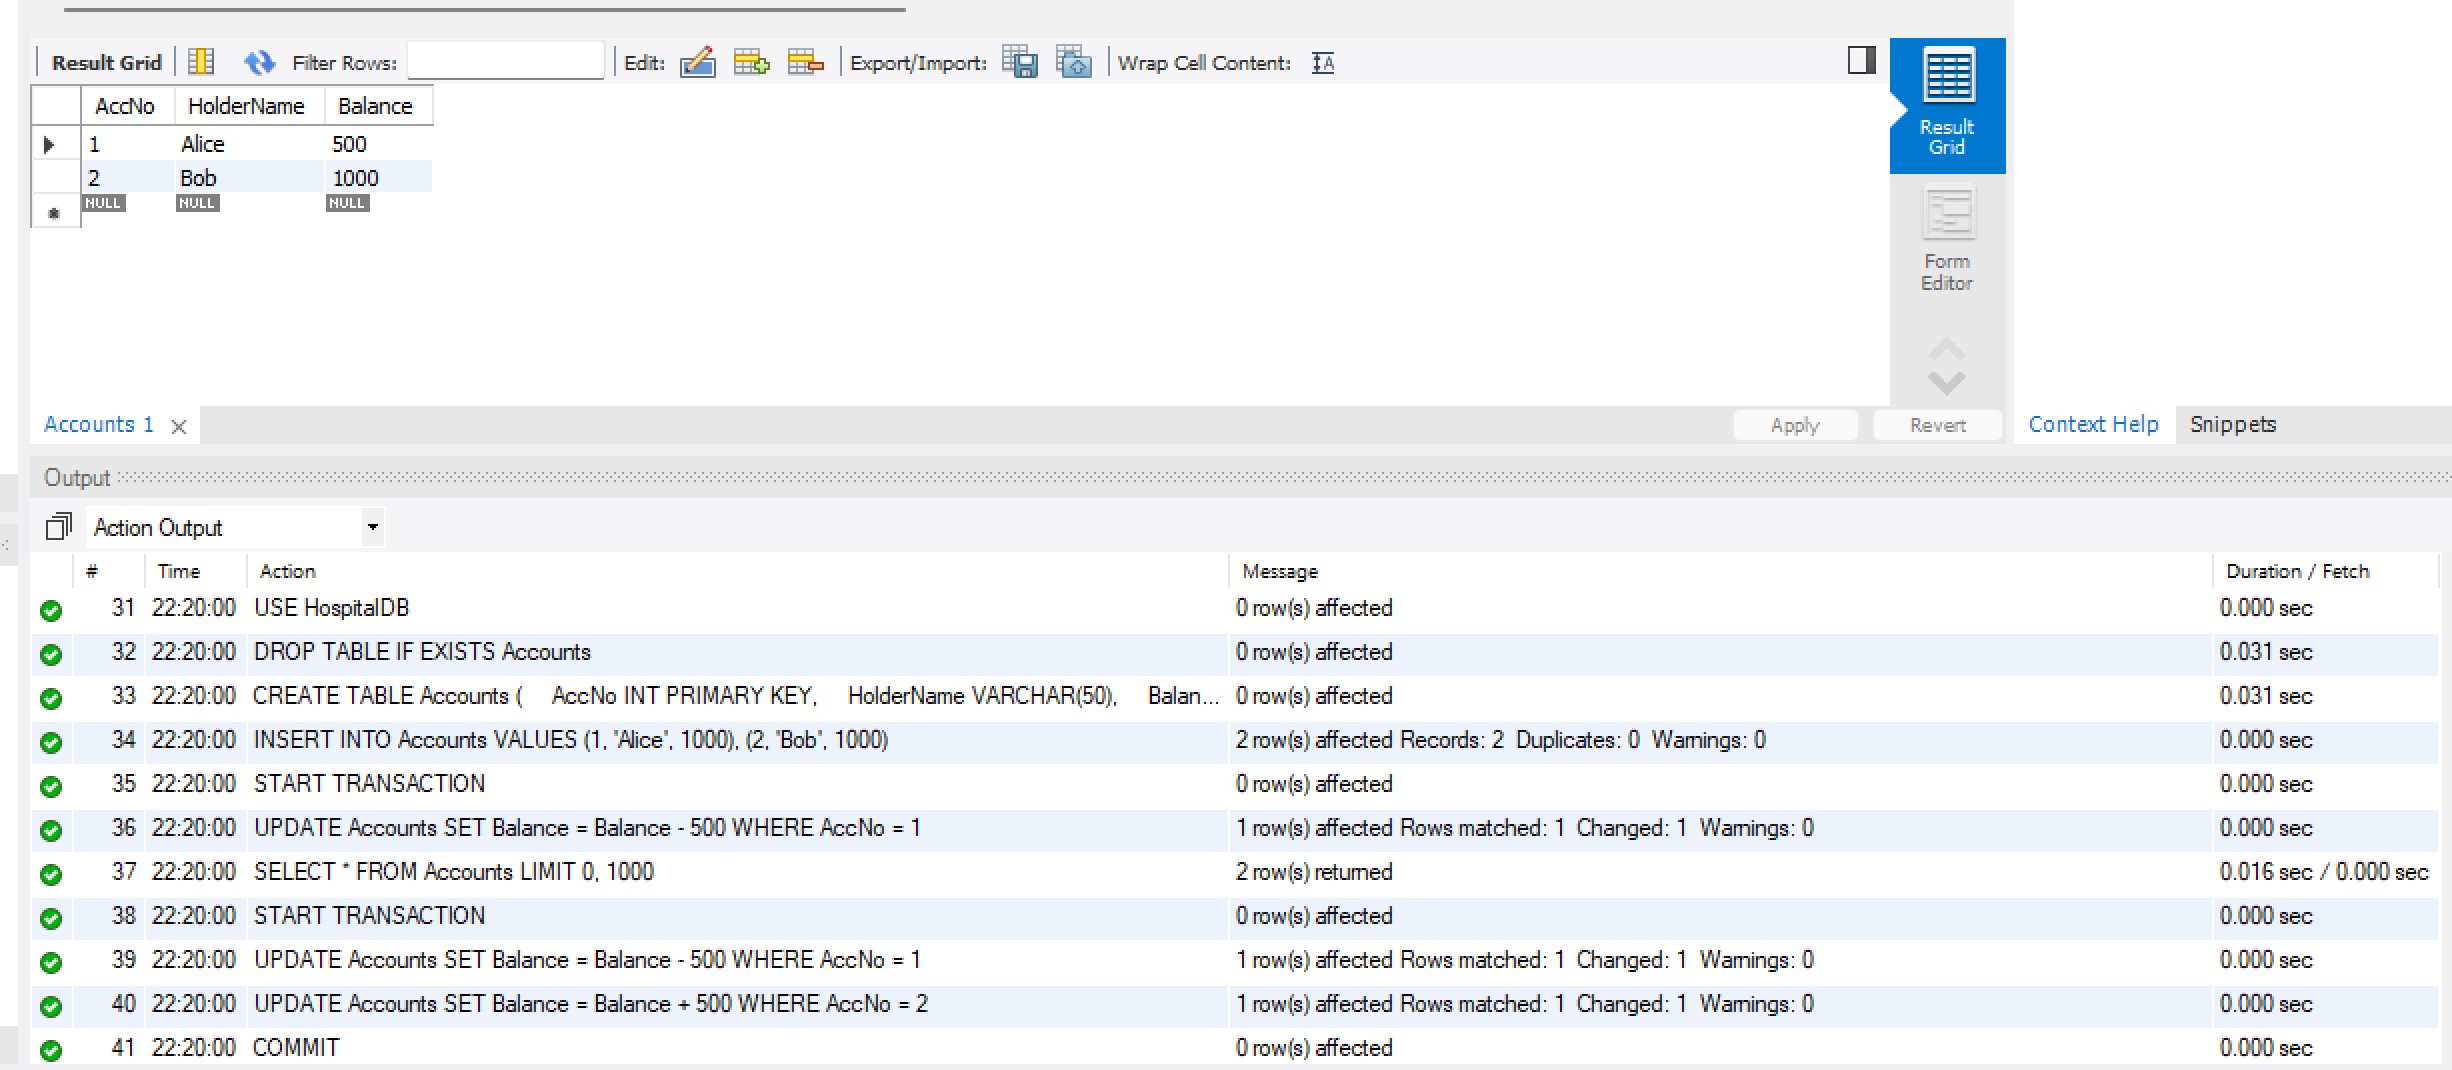 Result Grid Filter Rows: Edit: Export/Import: Wrap Cell Content:
AccNo HolderName Balance
1 Alice 500
2 Bob 1000
NULL NULL NULL
Result
Grid
Form
Editor
Accounts 1
Apply Revert
Context Help Snippets
Output
Action Output
# Time Action Message Duration / Fetch
31 22:20:00 USE HospitalDB 0 row(s) affected 0.000 sec
32 22:20:00 DROP TABLE IF EXISTS Accounts 0 row(s) affected 0.031 sec
33 22:20:00 CREATE TABLE Accounts ( AccNo INT PRIMARY KEY, HolderName VARCHAR(50), Balan... 0 row(s) affected 0.031 sec
34 22:20:00 INSERT INTO Accounts VALUES (1, 'Alice', 1000), (2, 'Bob', 1000) 2 row(s) affected Records: 2 Duplicates: 0 Warnings: 0 0.000 sec
35 22:20:00 START TRANSACTION 0 row(s) affected 0.000 sec
36 22:20:00 UPDATE Accounts SET Balance = Balance - 500 WHERE AccNo = 1 1 row(s) affected Rows matched: 1 Changed: 1 Warnings: 0 0.000 sec
37 22:20:00 SELECT * FROM Accounts LIMIT 0, 1000 2 row(s) returned 0.016 sec / 0.000 sec
38 22:20:00 START TRANSACTION 0 row(s) affected 0.000 sec
39 22:20:00 UPDATE Accounts SET Balance = Balance - 500 WHERE AccNo = 1 1 row(s) affected Rows matched: 1 Changed: 1 Warnings: 0 0.000 sec
40 22:20:00 UPDATE Accounts SET Balance = Balance + 500 WHERE AccNo = 2 1 row(s) affected Rows matched: 1 Changed: 1 Warnings: 0 0.000 sec
41 22:20:00 COMMIT 0 row(s) affected 0.000 sec